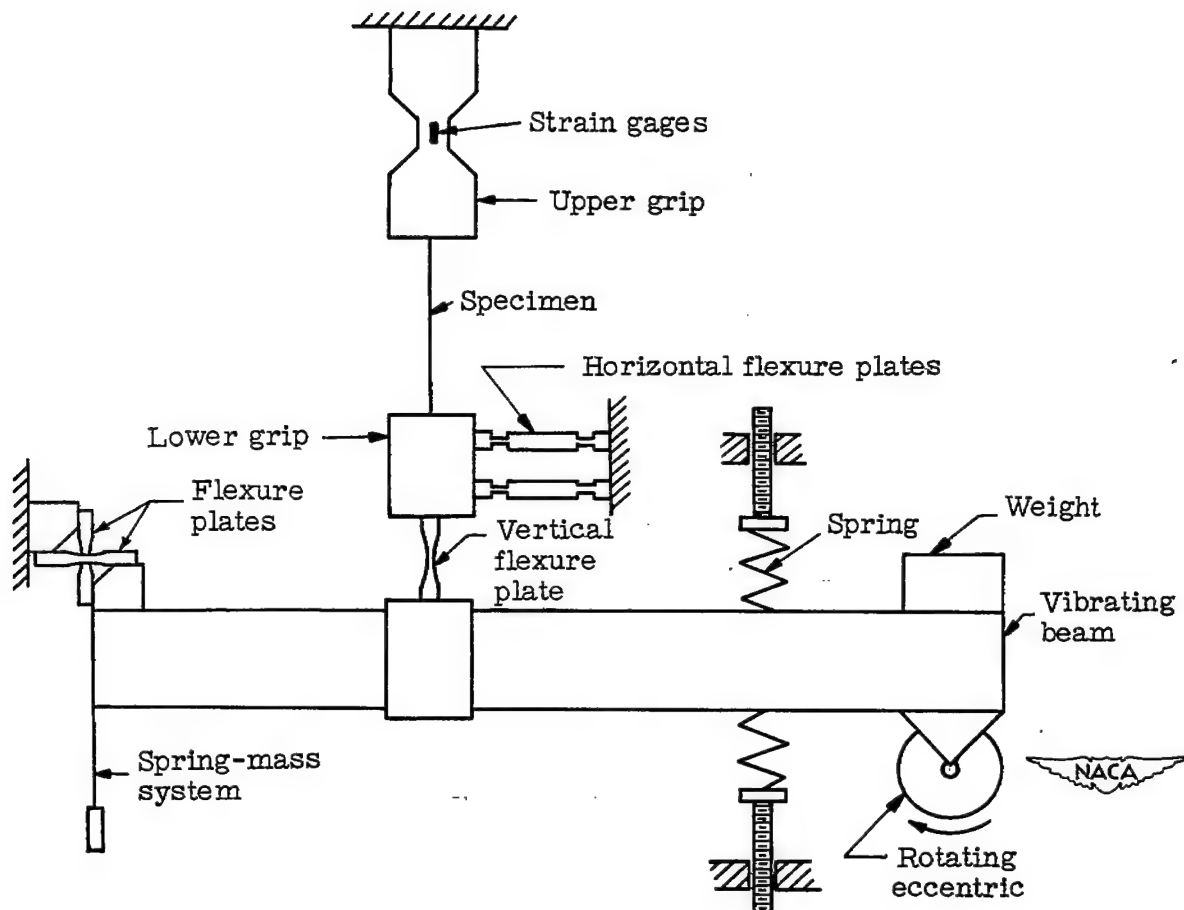 Strain gages
Upper grip
Specimen
Horizontal flexure plates
Lower grip
Flexure
plates
Vertical
flexure
plate
Spring
Weight
Vibrating
beam
Spring-mass
system
NACA
Rotating
eccentric